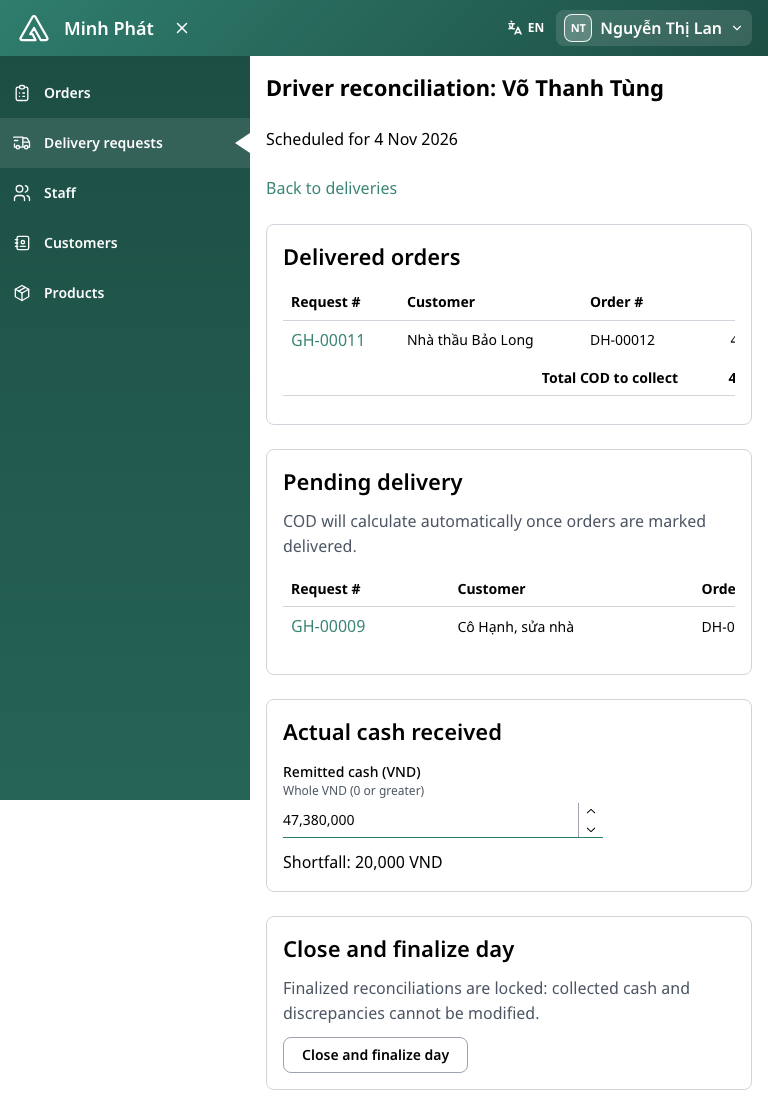 Minh Phát
EN
NT
Nguyễn Thị Lan
Orders
Delivery requests
Staff
Customers
Products
Driver reconciliation: Võ Thanh Tùng
Scheduled for 4 Nov 2026
Back to deliveries
Delivered orders
Request # Customer Order #
GH-00011 Nhà thầu Bảo Long DH-00012
Total COD to collect 4
Pending delivery
COD will calculate automatically once orders are marked
delivered.
Request # Customer Orde
GH-00009 Cô Hạnh, sửa nhà DH-0
Actual cash received
Remitted cash (VND)
Whole VND (0 or greater)
47,380,000
Shortfall: 20,000 VND
Close and finalize day
Finalized reconciliations are locked: collected cash and
discrepancies cannot be modified.
Close and finalize day